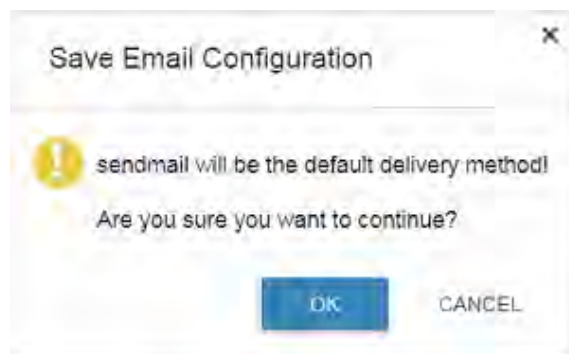 Save Email Configuration
sendmail will be the default delivery method!
Are you sure you want to continue?
OK
CANCEL